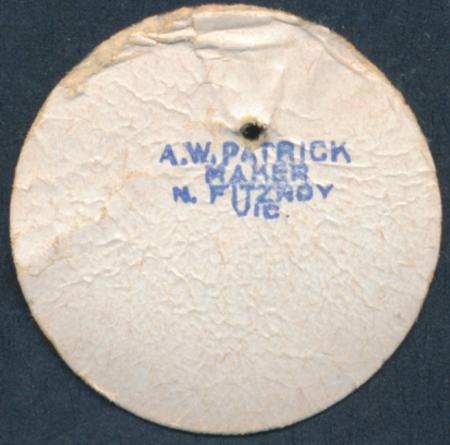 A.W. PATRICK
MAKER
N. FITZROY
VIC.